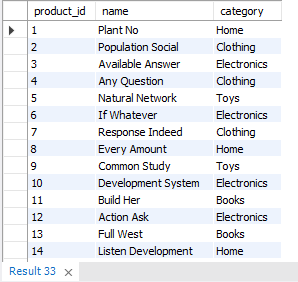 product_id name category
1 Plant No Home
2 Population Social Clothing
3 Available Answer Electronics
4 Any Question Clothing
5 Natural Network Toys
6 If Whatever Electronics
7 Response Indeed Clothing
8 Every Amount Home
9 Common Study Toys
10 Development System Electronics
11 Build Her Books
12 Action Ask Electronics
13 Full West Books
14 Listen Development Home
Result 33